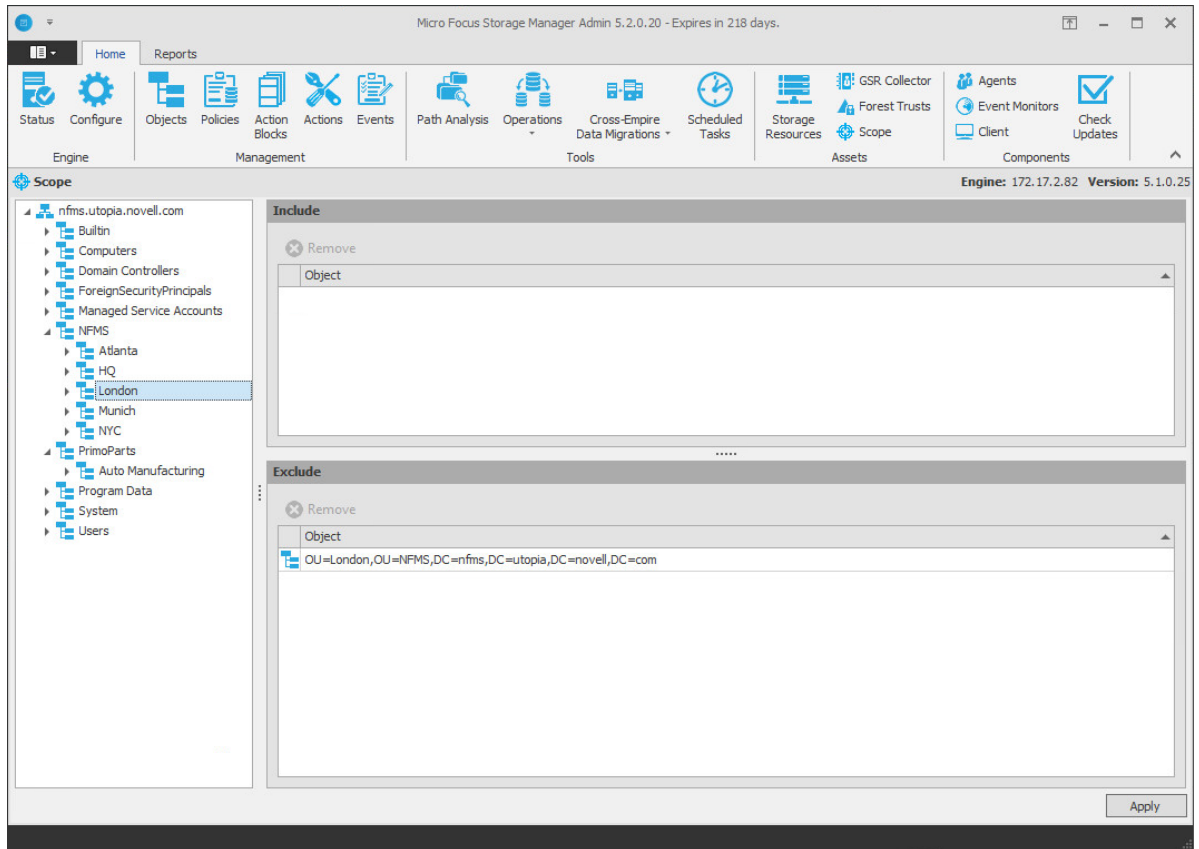 Micro Focus Storage Manager Admin 5.2.0.20 - Expires in 218 days.
Home Reports
Status Configure Objects Policies Action Blocks Actions Events Path Analysis Operations Cross-Empire Data Migrations Scheduled Tasks Storage Resources
GSR Collector
Forest Trusts
Scope
Agents
Event Monitors
Client
Check Updates
Engine Management Tools Assets Components
Scope Engine: 172.17.2.82 Version: 5.1.0.25
nfms.utopia.novell.com
Builtin
Computers
Domain Controllers
ForeignSecurityPrincipals
Managed Service Accounts
NFMS
Atlanta
HQ
London
Munich
NYC
PrimoParts
Auto Manufacturing
Program Data
System
Users
Include
Remove
Object
Exclude
Remove
Object
OU=London,OU=NFMS,DC=nfms,DC=utopia,DC=novell,DC=com
Apply